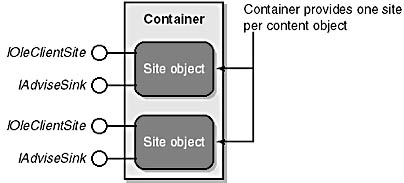 Container
Container provides one site
per content object
IOleClientSite
Site object
IAdviseSink
IOleClientSite
Site object
IAdviseSink